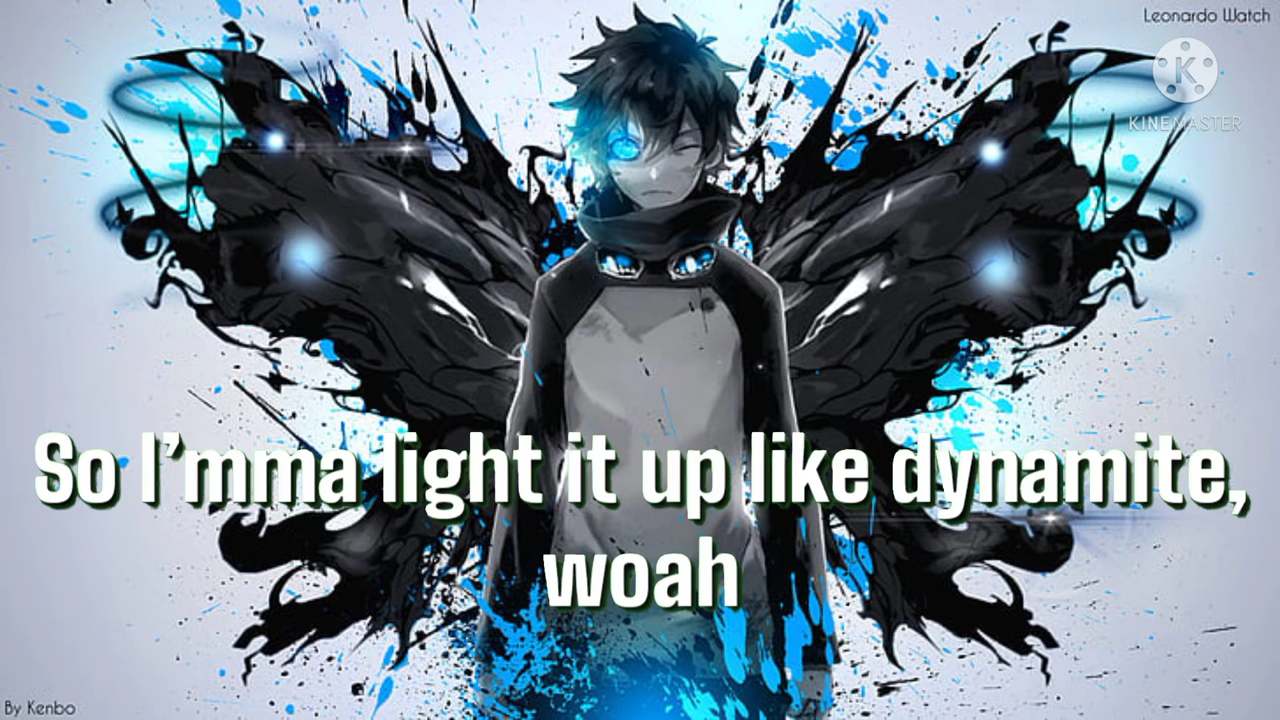 Leonardo Watch
K
KINEMASTER
So I'mma light it up like dynamite,
woah
By Kenbo